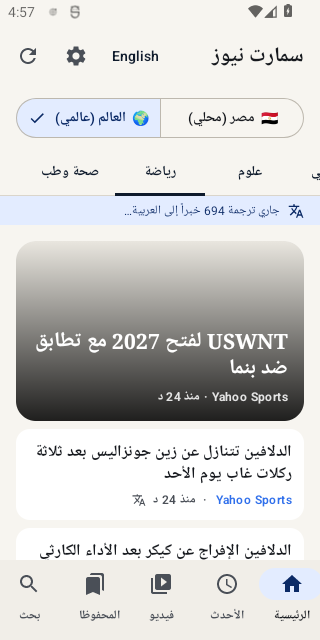 4:57
سمارت نيوز
English
🇪🇬 مصر (محلي)
🌍 العالم (عالمي)
علوم
رياضة
صحة وطب
جاري ترجمة 694 خبراً إلى العربية...
USWNT لفتح 2027 مع تطابق
ضد بنما
Yahoo Sports · منذ 24 د
الدلافين تتنازل عن زين جونزاليس بعد ثلاثة
ركلات غاب يوم الأحد
Yahoo Sports · منذ 24 د
الدلافين الإفراج عن كيكر بعد الأداء الكارثي
الرئيسية
الأحدث
فيديو
المحفوظا
بحث